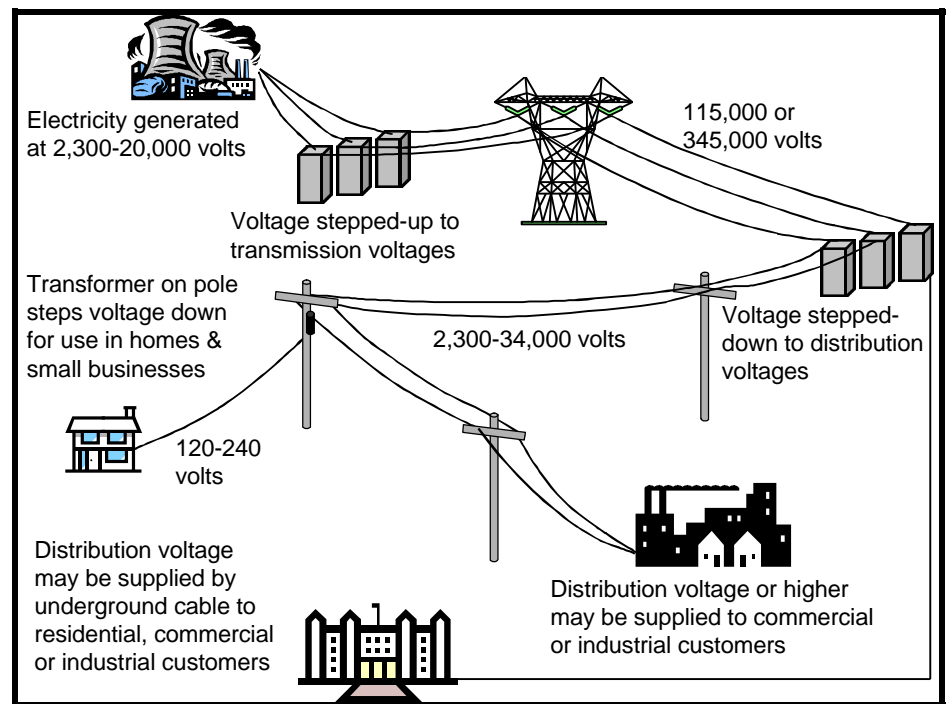 Electricity generated
at 2,300-20,000 volts
115,000 or
345,000 volts
Voltage stepped-up to
transmission voltages
Transformer on pole
steps voltage down
for use in homes &
small businesses
2,300-34,000 volts
Voltage stepped-
down to distribution
voltages
120-240
volts
Distribution voltage
may be supplied by
underground cable to
residential, commercial
or industrial customers
Distribution voltage or higher
may be supplied to commercial
or industrial customers